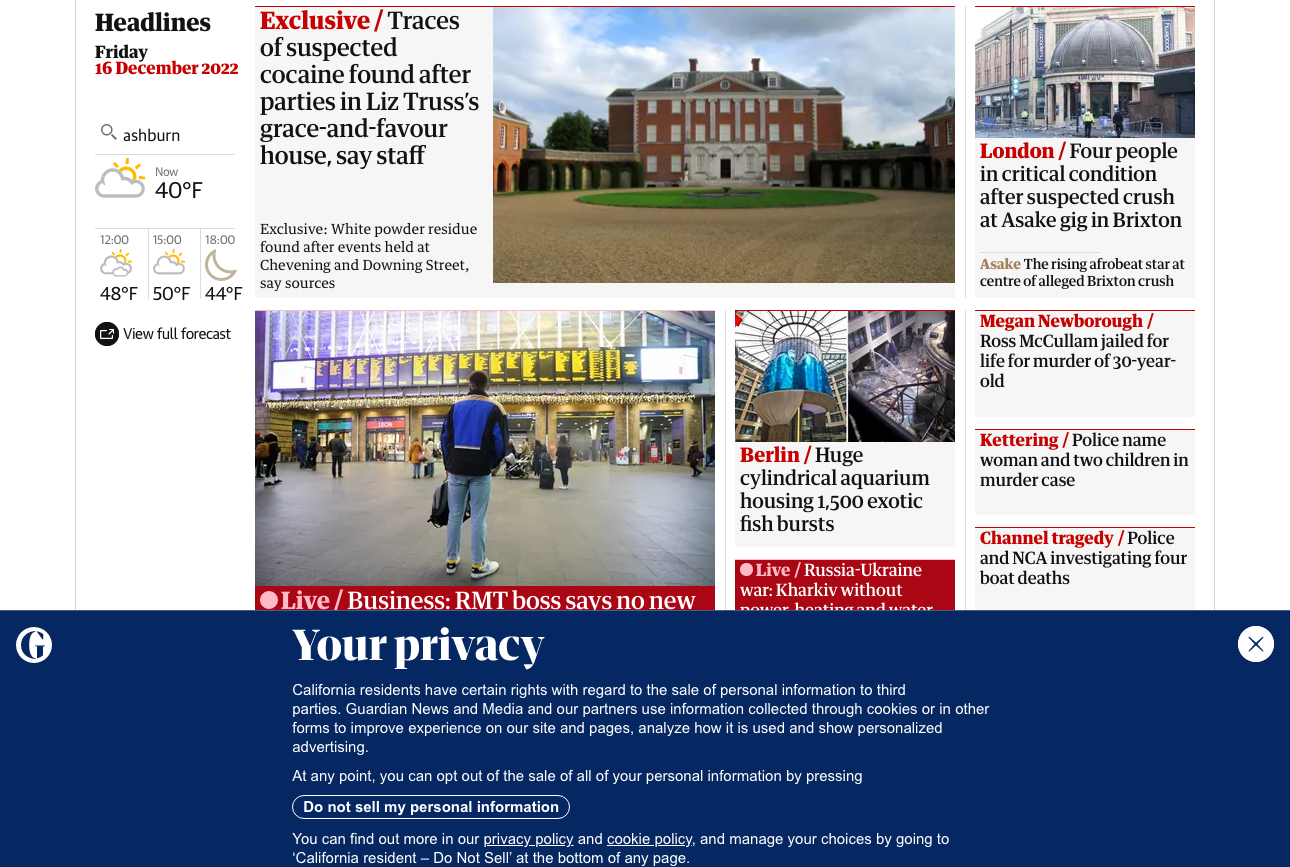 Headlines
Friday
16 December 2022
ashburn
Now
40°F
12:00
15:00
18:00
48°F
50°F
44°F
View full forecast
Exclusive / Traces
of suspected
cocaine found after
parties in Liz Truss’s
grace-and-favour
house, say staff
Exclusive: White powder residue
found after events held at
Chevening and Downing Street,
say sources
London / Four people
in critical condition
after suspected crush
at Asake gig in Brixton
Asake The rising afrobeat star at
centre of alleged Brixton crush
LEON
Live / Business: RMT boss says no new
Berlin / Huge
cylindrical aquarium
housing 1,500 exotic
fish bursts
Live / Russia-Ukraine
war: Kharkiv without
power, heating and water
Megan Newborough /
Ross McCullam jailed for
life for murder of 30-year-
old
Kettering / Police name
woman and two children in
murder case
Channel tragedy / Police
and NCA investigating four
boat deaths
G
Your privacy
California residents have certain rights with regard to the sale of personal information to third
parties. Guardian News and Media and our partners use information collected through cookies or in other
forms to improve experience on our site and pages, analyze how it is used and show personalized
advertising.
At any point, you can opt out of the sale of all of your personal information by pressing
Do not sell my personal information
You can find out more in our privacy policy and cookie policy, and manage your choices by going to
‘California resident – Do Not Sell’ at the bottom of any page.